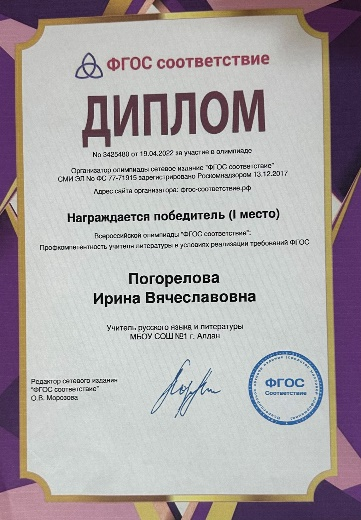 ФГОС соответствие
ДИПЛОМ
No 3425480 от 19.04.2022 за участие в олимпиаде
Организатор олимпиады сетевое издание "ФГОС соответствие"
СМИ ЭЛ No ФС 77-71915 зарегистрировано Роскомнадзором 13.12.2017
Адрес сайта организатора: фгос-соответствие.рф
Награждается победитель (I место)
Всероссийской олимпиады "ФГОС соответствие":
Профкомпетентность учителя литературы в условиях реализации требований ФГОС
Погорелова
Ирина Вячеславовна
Учитель русского языка и литературы
МБОУ СОШ №1 г. Алдан
Редактор сетевого издания
"ФГОС соответствие"
О.В. Морозова
ФГОС
Соответствие